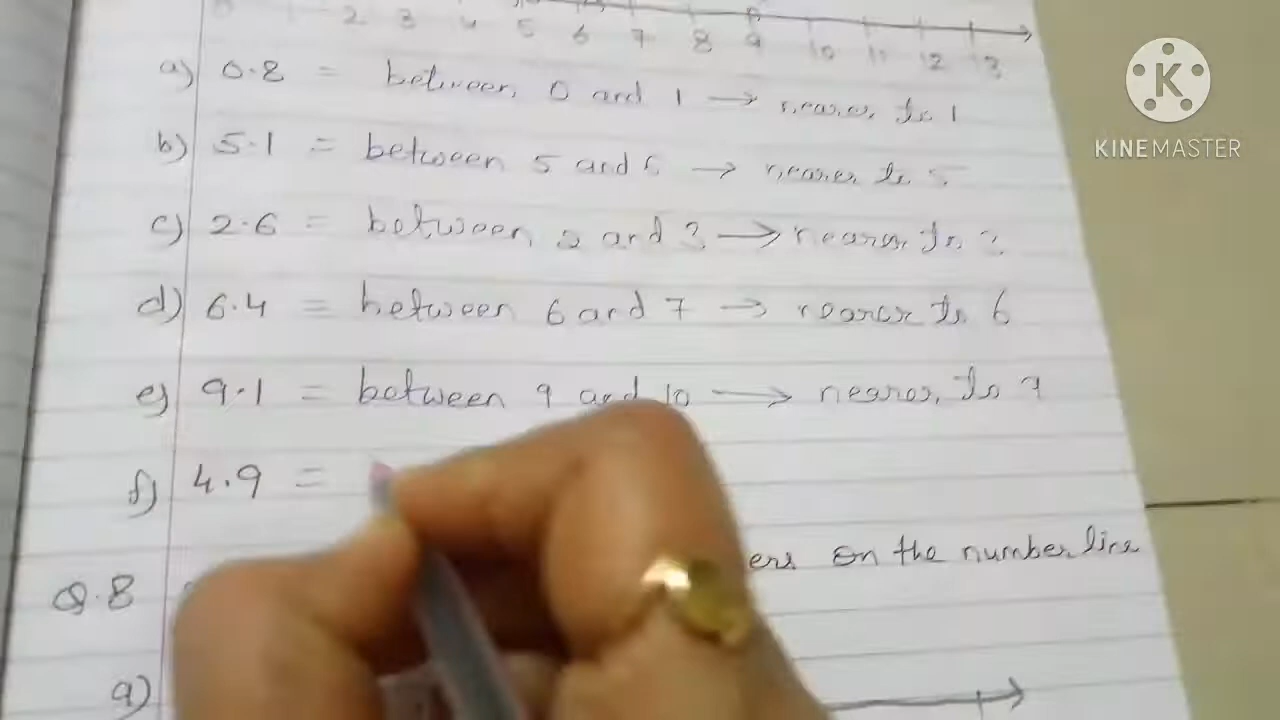 2 3 4 5 6 7 8 9 10 11 12 13
a) 0.8 = between 0 and 1 → nearer to 1
b) 5.1 = between 5 and 6 → nearer to 5
c) 2.6 = between 2 and 3 → nearer to 3
d) 6.4 = between 6 and 7 → nearer to 6
e) 9.1 = between 9 and 10 → nearer to 9
f) 4.9 =
Q.8 ers on the number line
a)
K
KINEMASTER